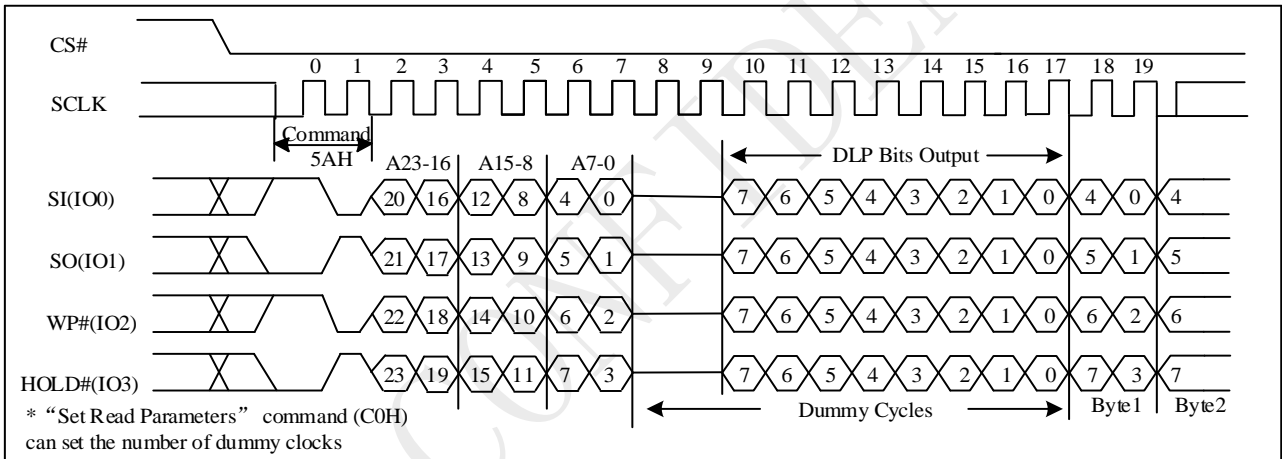 CS#
0 1 2 3 4 5 6 7 8 9 10 11 12 13 14 15 16 17 18 19
SCLK
Command
5AH
A23-16 A15-8 A7-0
DLP Bits Output
SI(IO0) 20 16 12 8 4 0 7 6 5 4 3 2 1 0 4 0 4
SO(IO1) 21 17 13 9 5 1 7 6 5 4 3 2 1 0 5 1 5
WP#(IO2) 22 18 14 10 6 2 7 6 5 4 3 2 1 0 6 2 6
HOLD#(IO3) 23 19 15 11 7 3 7 6 5 4 3 2 1 0 7 3 7
Dummy Cycles
Byte1 Byte2
* “Set Read Parameters” command (C0H)
can set the number of dummy clocks
CONFIDEN